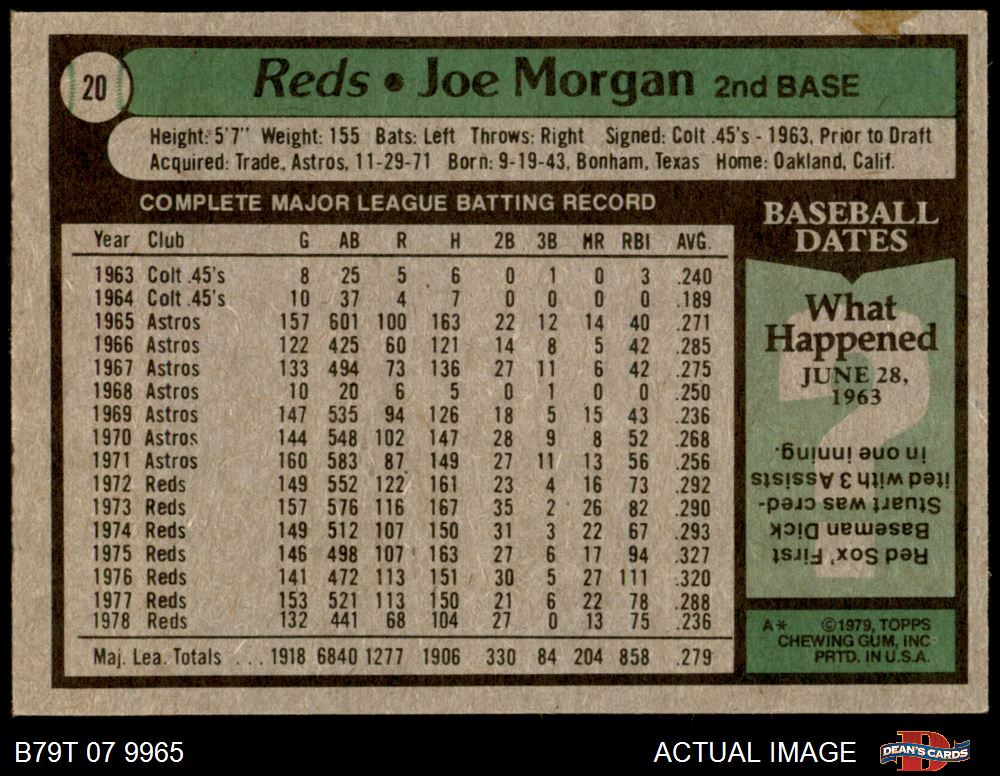 20
Reds • Joe Morgan 2nd BASE
Height: 5'7" Weight: 155 Bats: Left Throws: Right Signed: Colt .45's - 1963, Prior to Draft
Acquired: Trade, Astros, 11-29-71 Born: 9-19-43, Bonham, Texas Home: Oakland, Calif.
COMPLETE MAJOR LEAGUE BATTING RECORD
Year Club G AB R H 2B 3B HR RBI AVG.
1963 Colt .45's 8 25 5 6 0 1 0 3 .240
1964 Colt .45's 10 37 4 7 0 0 0 0 .189
1965 Astros 157 601 100 163 22 12 14 40 .271
1966 Astros 122 425 60 121 14 8 5 42 .285
1967 Astros 133 494 73 136 27 11 6 42 .275
1968 Astros 10 20 6 5 0 1 0 0 .250
1969 Astros 147 535 94 126 18 5 15 43 .236
1970 Astros 144 548 102 147 28 9 8 52 .268
1971 Astros 160 583 87 149 27 11 13 56 .256
1972 Reds 149 552 122 161 23 4 16 73 .292
1973 Reds 157 576 116 167 35 2 26 82 .290
1974 Reds 149 512 107 150 31 3 22 67 .293
1975 Reds 146 498 107 163 27 6 17 94 .327
1976 Reds 141 472 113 151 30 5 27 111 .320
1977 Reds 153 521 113 150 21 6 22 78 .288
1978 Reds 132 441 68 104 27 0 13 75 .236
Maj. Lea. Totals ... 1918 6840 1277 1906 330 84 204 858 .279
BASEBALL
DATES
What
Happened
JUNE 28,
1963
Red Sox' First
Baseman Dick
Stuart was cred-
ited with 3 Assists
in one inning.
A* ©1979, TOPPS
CHEWING GUM, INC
PRTD. IN U.S.A.
B79T 07 9965
ACTUAL IMAGE
DEAN'S CARDS